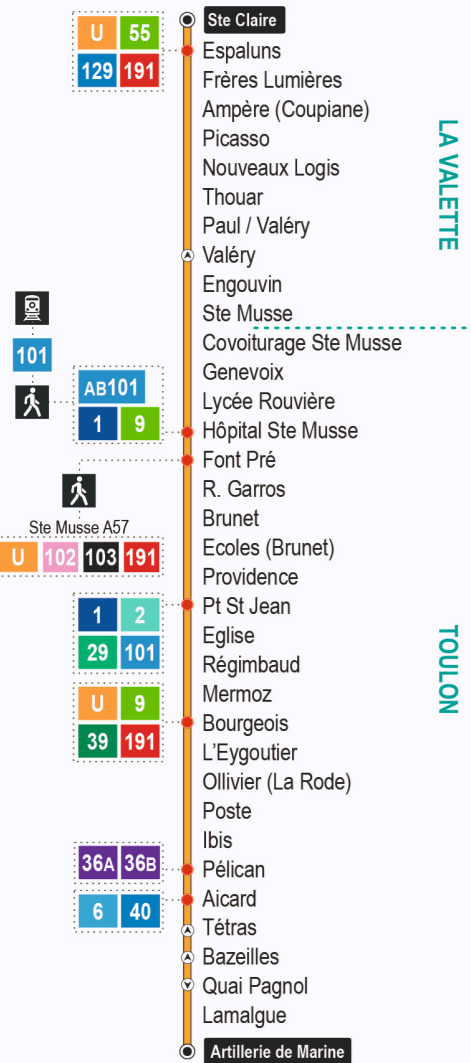 Ste Claire
U 55
129 191
Espaluns
Frères Lumières
Ampère (Coupiane)
Picasso
Nouveaux Logis
Thouar
Paul / Valéry
Valéry
Engouvin
Ste Musse
LA VALETTE
Covoiturage Ste Musse
Genevoix
Lycée Rouvière
101
AB101
1 9
Hôpital Ste Musse
Font Pré
Ste Musse A57
U 102 103 191
R. Garros
Brunet
Ecoles (Brunet)
Providence
1 2
29 101
Pt St Jean
Eglise
Régimbaud
Mermoz
U 9
39 191
Bourgeois
L'Eygoutier
Ollivier (La Rode)
Poste
Ibis
36A 36B
Pélican
6 40
Aicard
Tétras
Bazeilles
Quai Pagnol
Lamalgue
Artillerie de Marine
TOULON